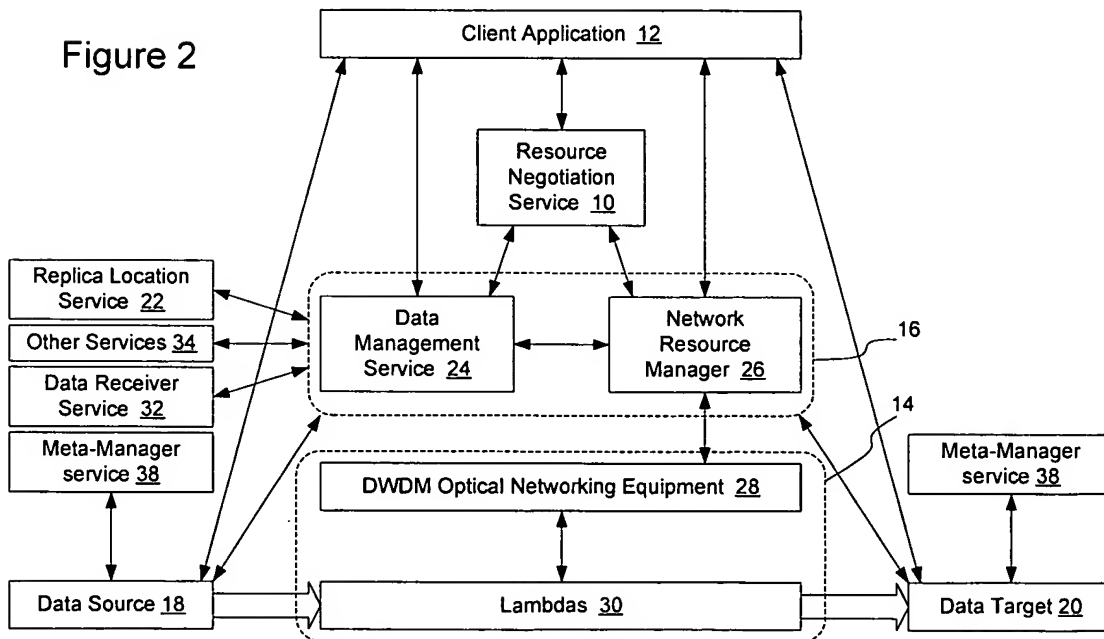 Figure 2
Client Application 12
Resource
Negotiation
Service 10
Replica Location
Service 22
Other Services 34
Data Receiver
Service 32
Meta-Manager
service 38
Data
Management
Service 24
Network
Resource
Manager 26
16
14
DWDM Optical Networking Equipment 28
Meta-Manager
service 38
Data Source 18
Lambdas 30
Data Target 20